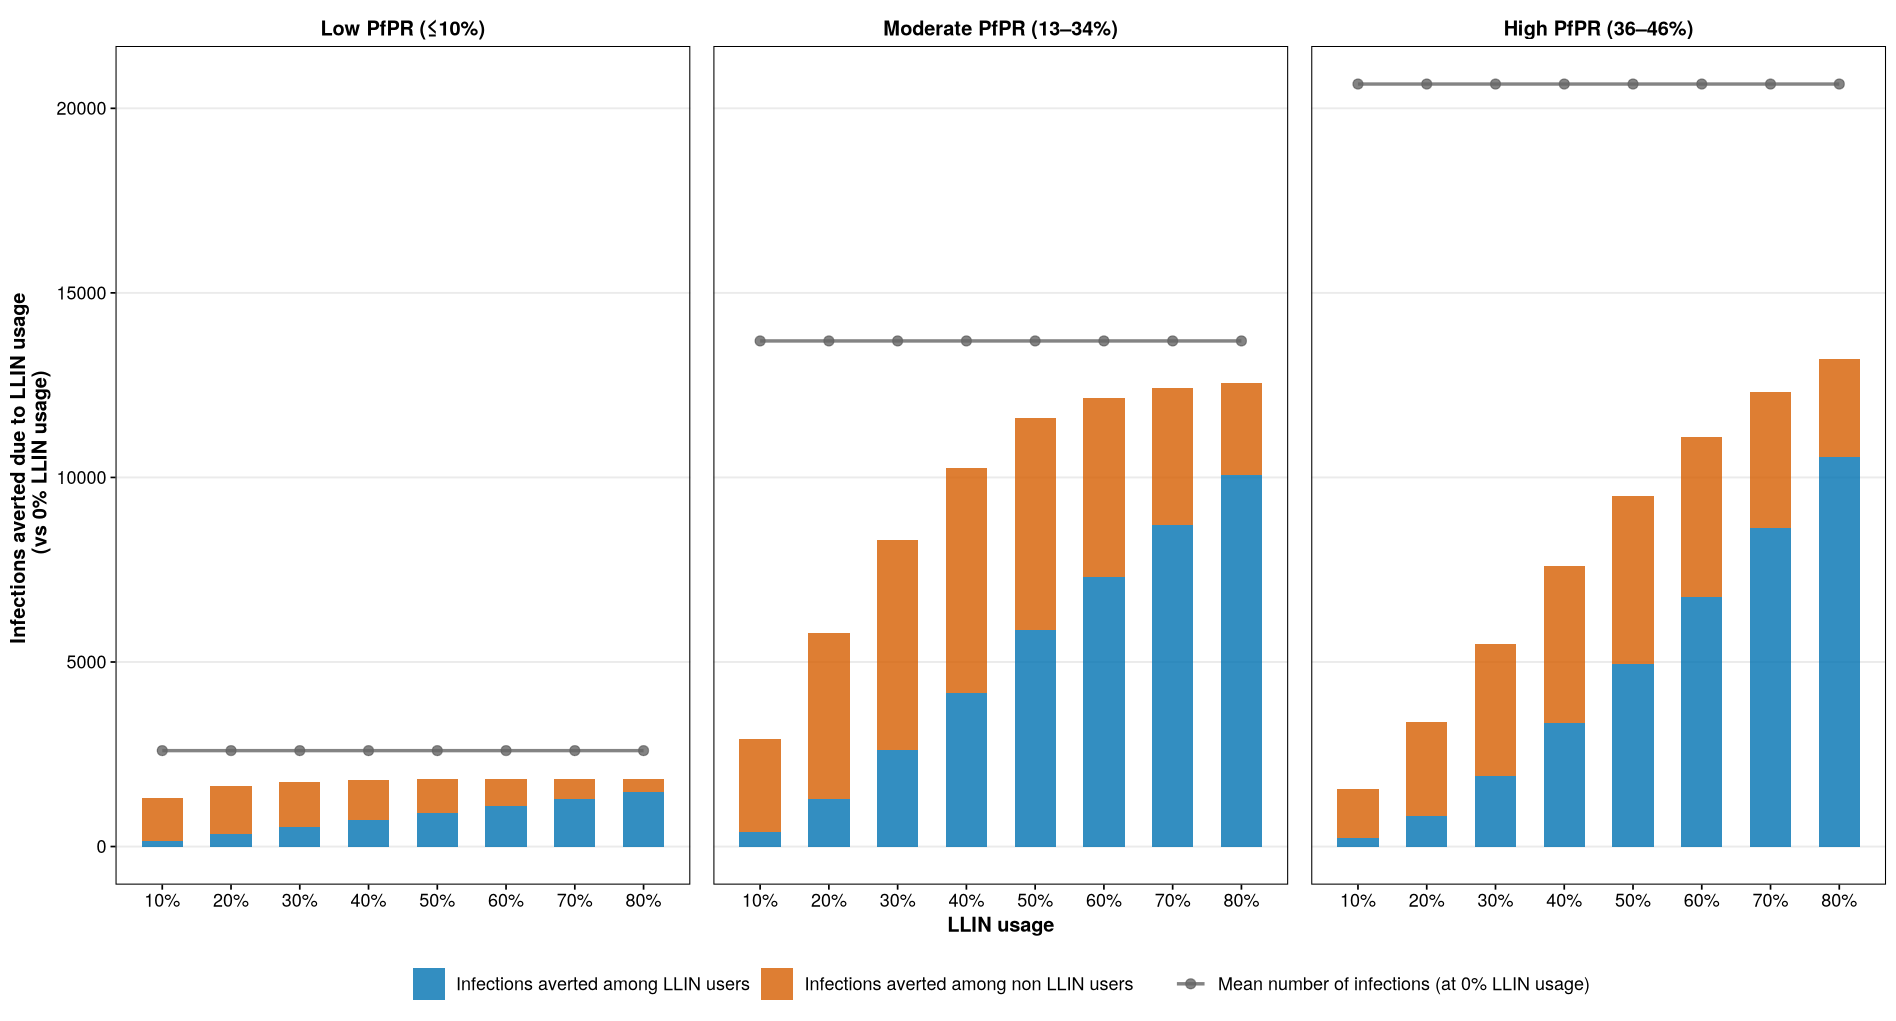 Low PfPR (≤10%)
Moderate PfPR (13–34%)
High PfPR (36–46%)
Infections averted due to LLIN usage
(vs 0% LLIN usage)
20000
15000
10000
5000
0
10% 20% 30% 40% 50% 60% 70% 80%
10% 20% 30% 40% 50% 60% 70% 80%
10% 20% 30% 40% 50% 60% 70% 80%
LLIN usage
Infections averted among LLIN users
Infections averted among non LLIN users
Mean number of infections (at 0% LLIN usage)